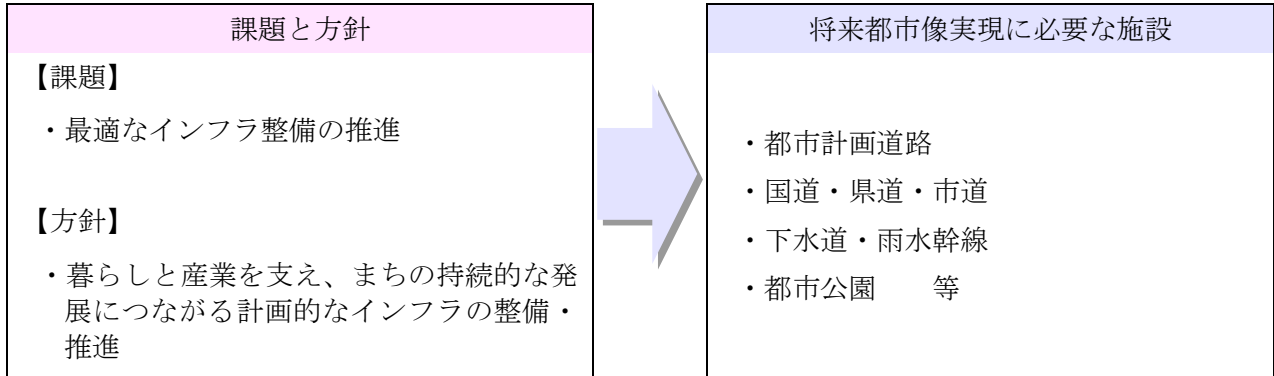 課題と方針
【課題】
・最適なインフラ整備の推進
【方針】
・暮らしと産業を支え、まちの持続的な発
展につながる計画的なインフラの整備・
推進
将来都市像実現に必要な施設
・都市計画道路
・国道・県道・市道
・下水道・雨水幹線
・都市公園　　等